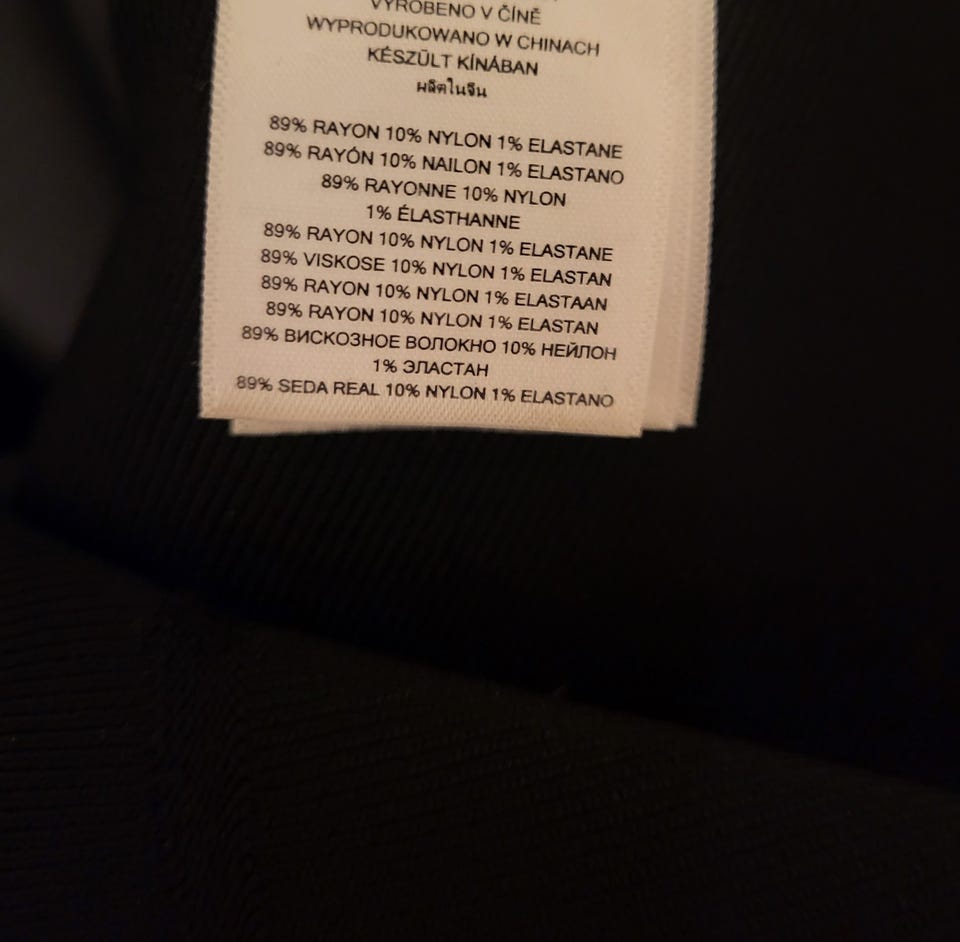 VYROBENO V ČÍNĚ
WYPRODUKOWANO W CHINACH
KÉSZÜLT KÍNÁBAN
ผลิตในจีน
89% RAYON 10% NYLON 1% ELASTANE
89% RAYÓN 10% NAILON 1% ELASTANO
89% RAYONNE 10% NYLON
1% ÉLASTHANNE
89% RAYON 10% NYLON 1% ELASTANE
89% VISKOSE 10% NYLON 1% ELASTAN
89% RAYON 10% NYLON 1% ELASTAAN
89% RAYON 10% NYLON 1% ELASTAN
89% ВИСКОЗНОЕ ВОЛОКНО 10% НЕЙЛОН
1% ЭЛАСТАН
89% SEDA REAL 10% NYLON 1% ELASTANO